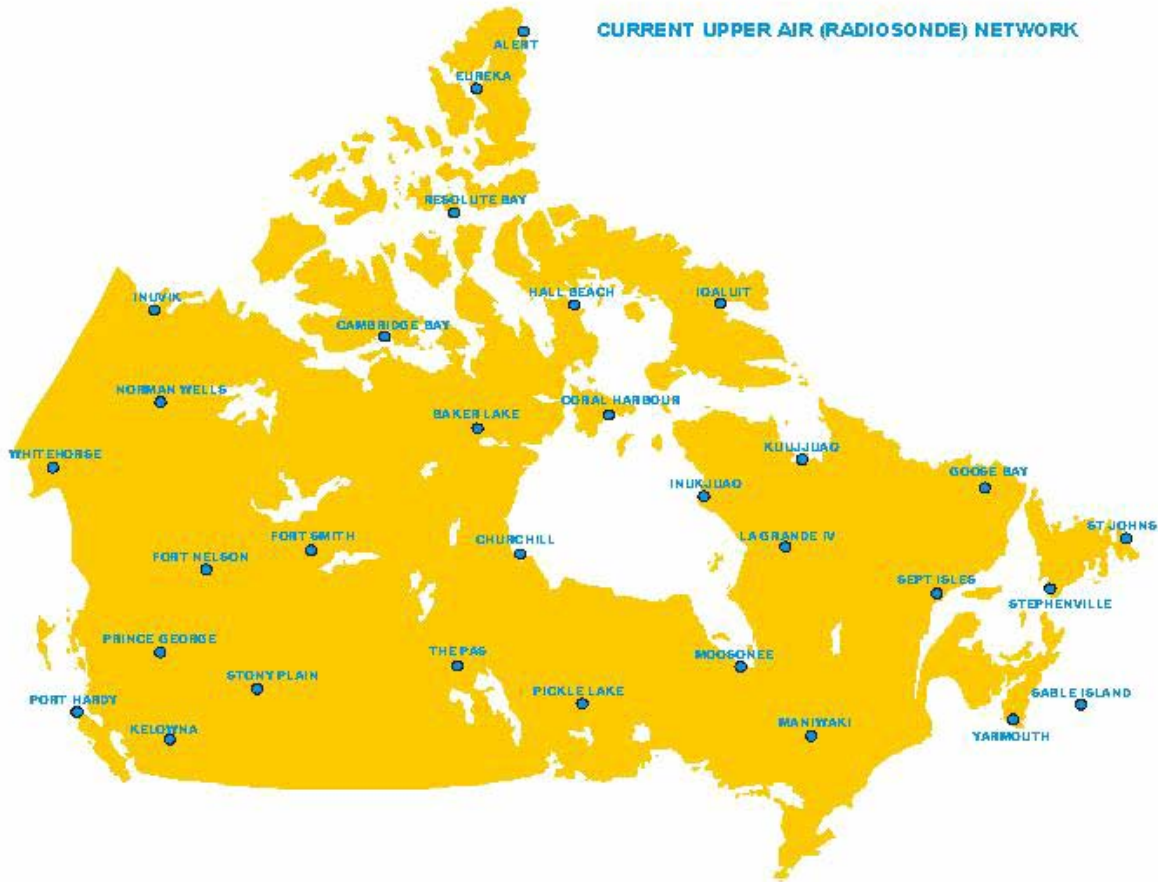 CURRENT UPPER AIR (RADIOSONDE) NETWORK
ALERT
EUREKA
RESOLUTE BAY
HALL BEACH
IQALUIT
INUVIK
CAMBRIDGE BAY
NORMAN WELLS
CORAL HARBOUR
BAKER LAKE
KUUJJUAQ
WHITEHORSE
GOOSE BAY
INUKJUAQ
ST JOHNS
FORT SMITH
CHURCHILL
LAGRANDE IV
FORT NELSON
SEPT ISLES
STEPHENVILLE
PRINCE GEORGE
THE PAS
MOOSONEE
STONY PLAIN
PICKLE LAKE
SABLE ISLAND
PORT HARDY
MANIWAKI
KELOWNA
YARMOUTH